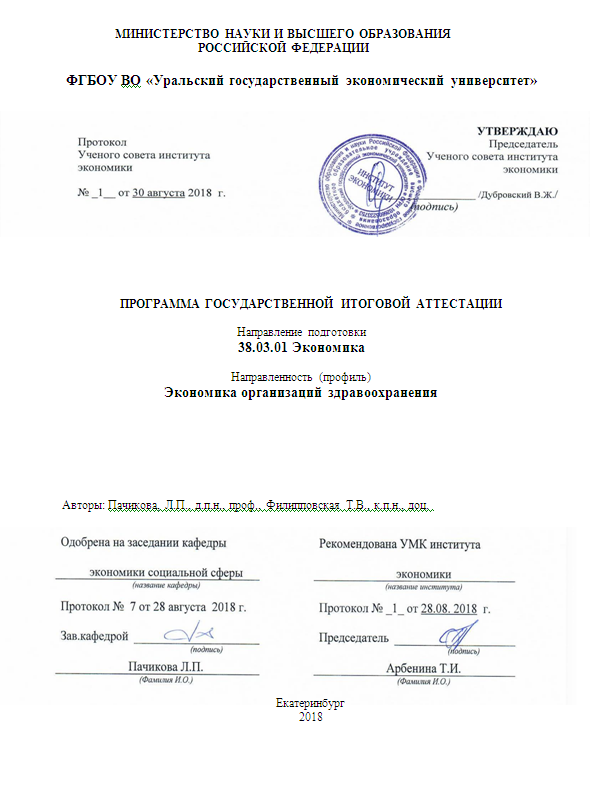 МИНИСТЕРСТВО НАУКИ И ВЫСШЕГО ОБРАЗОВАНИЯ
РОССИЙСКОЙ ФЕДЕРАЦИИ
ФГБОУ ВО «Уральский государственный экономический университет»
Протокол
Ученого совета института
экономики
№ _1__ от 30 августа 2018 г.
УТВЕРЖДАЮ
Председатель
Ученого совета института
экономики
/Дубровский В.Ж./
(подпись)
ИНСТИТУТ
ЭКОНОМИКИ
ПРОГРАММА ГОСУДАРСТВЕННОЙ ИТОГОВОЙ АТТЕСТАЦИИ
Направление подготовки
38.03.01 Экономика
Направленность (профиль)
Экономика организаций здравоохранения
Авторы: Пачикова, Л.П., д.п.н., проф., Филипповская Т.В., к.п.н., доц.,
Одобрена на заседании кафедры
экономики социальной сферы
(название кафедры)
Протокол № 7 от 28 августа 2018 г.
Зав.кафедрой
(подпись)
Пачикова Л.П.
(Фамилия И.О.)
Рекомендована УМК института
экономики
(название института)
Протокол № _1_ от 28.08. 2018 г.
Председатель
(подпись)
Арбенина Т.И.
(Фамилия И.О.)
Екатеринбург
2018